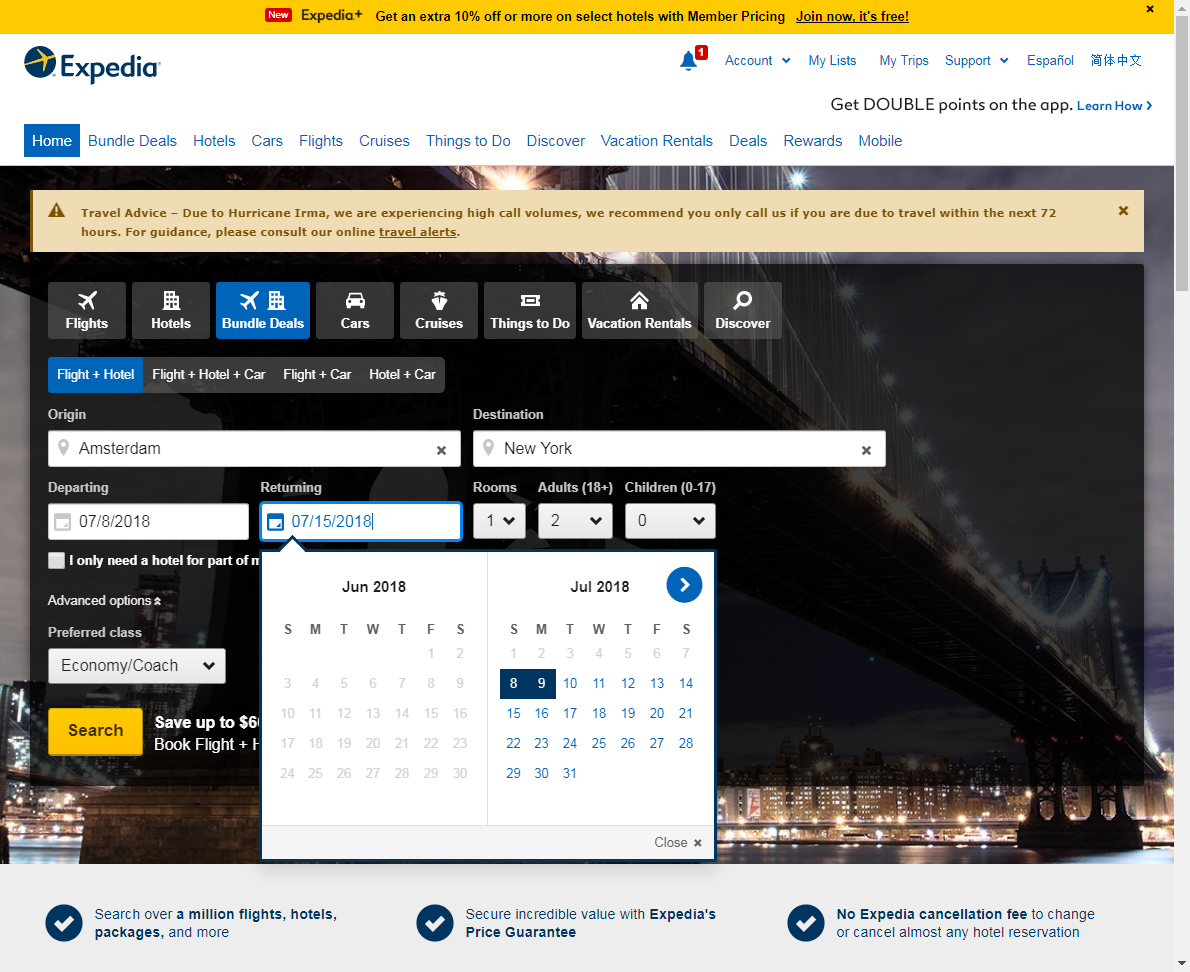 New Expedia+ Get an extra 10% off or more on select hotels with Member Pricing Join now, it's free!
Expedia
1 Account My Lists My Trips Support Español 简体中文
Get DOUBLE points on the app. Learn How
Home Bundle Deals Hotels Cars Flights Cruises Things to Do Discover Vacation Rentals Deals Rewards Mobile
Travel Advice – Due to Hurricane Irma, we are experiencing high call volumes, we recommend you only call us if you are due to travel within the next 72
hours. For guidance, please consult our online travel alerts.
Flights Hotels Bundle Deals Cars Cruises Things to Do Vacation Rentals Discover
Flight + Hotel Flight + Hotel + Car Flight + Car Hotel + Car
Origin Destination
Amsterdam New York
Departing Returning Rooms Adults (18+) Children (0-17)
07/8/2018 07/15/2018 1 2 0
I only need a hotel for part of m
Advanced options
Preferred class
Economy/Coach
Search
Save up to $6
Book Flight + H
Jun 2018
S M T W T F S
1 2
3 4 5 6 7 8 9
10 11 12 13 14 15 16
17 18 19 20 21 22 23
24 25 26 27 28 29 30
Jul 2018
S M T W T F S
1 2 3 4 5 6 7
8 9 10 11 12 13 14
15 16 17 18 19 20 21
22 23 24 25 26 27 28
29 30 31
Close
Search over a million flights, hotels,
packages, and more
Secure incredible value with Expedia's
Price Guarantee
No Expedia cancellation fee to change
or cancel almost any hotel reservation